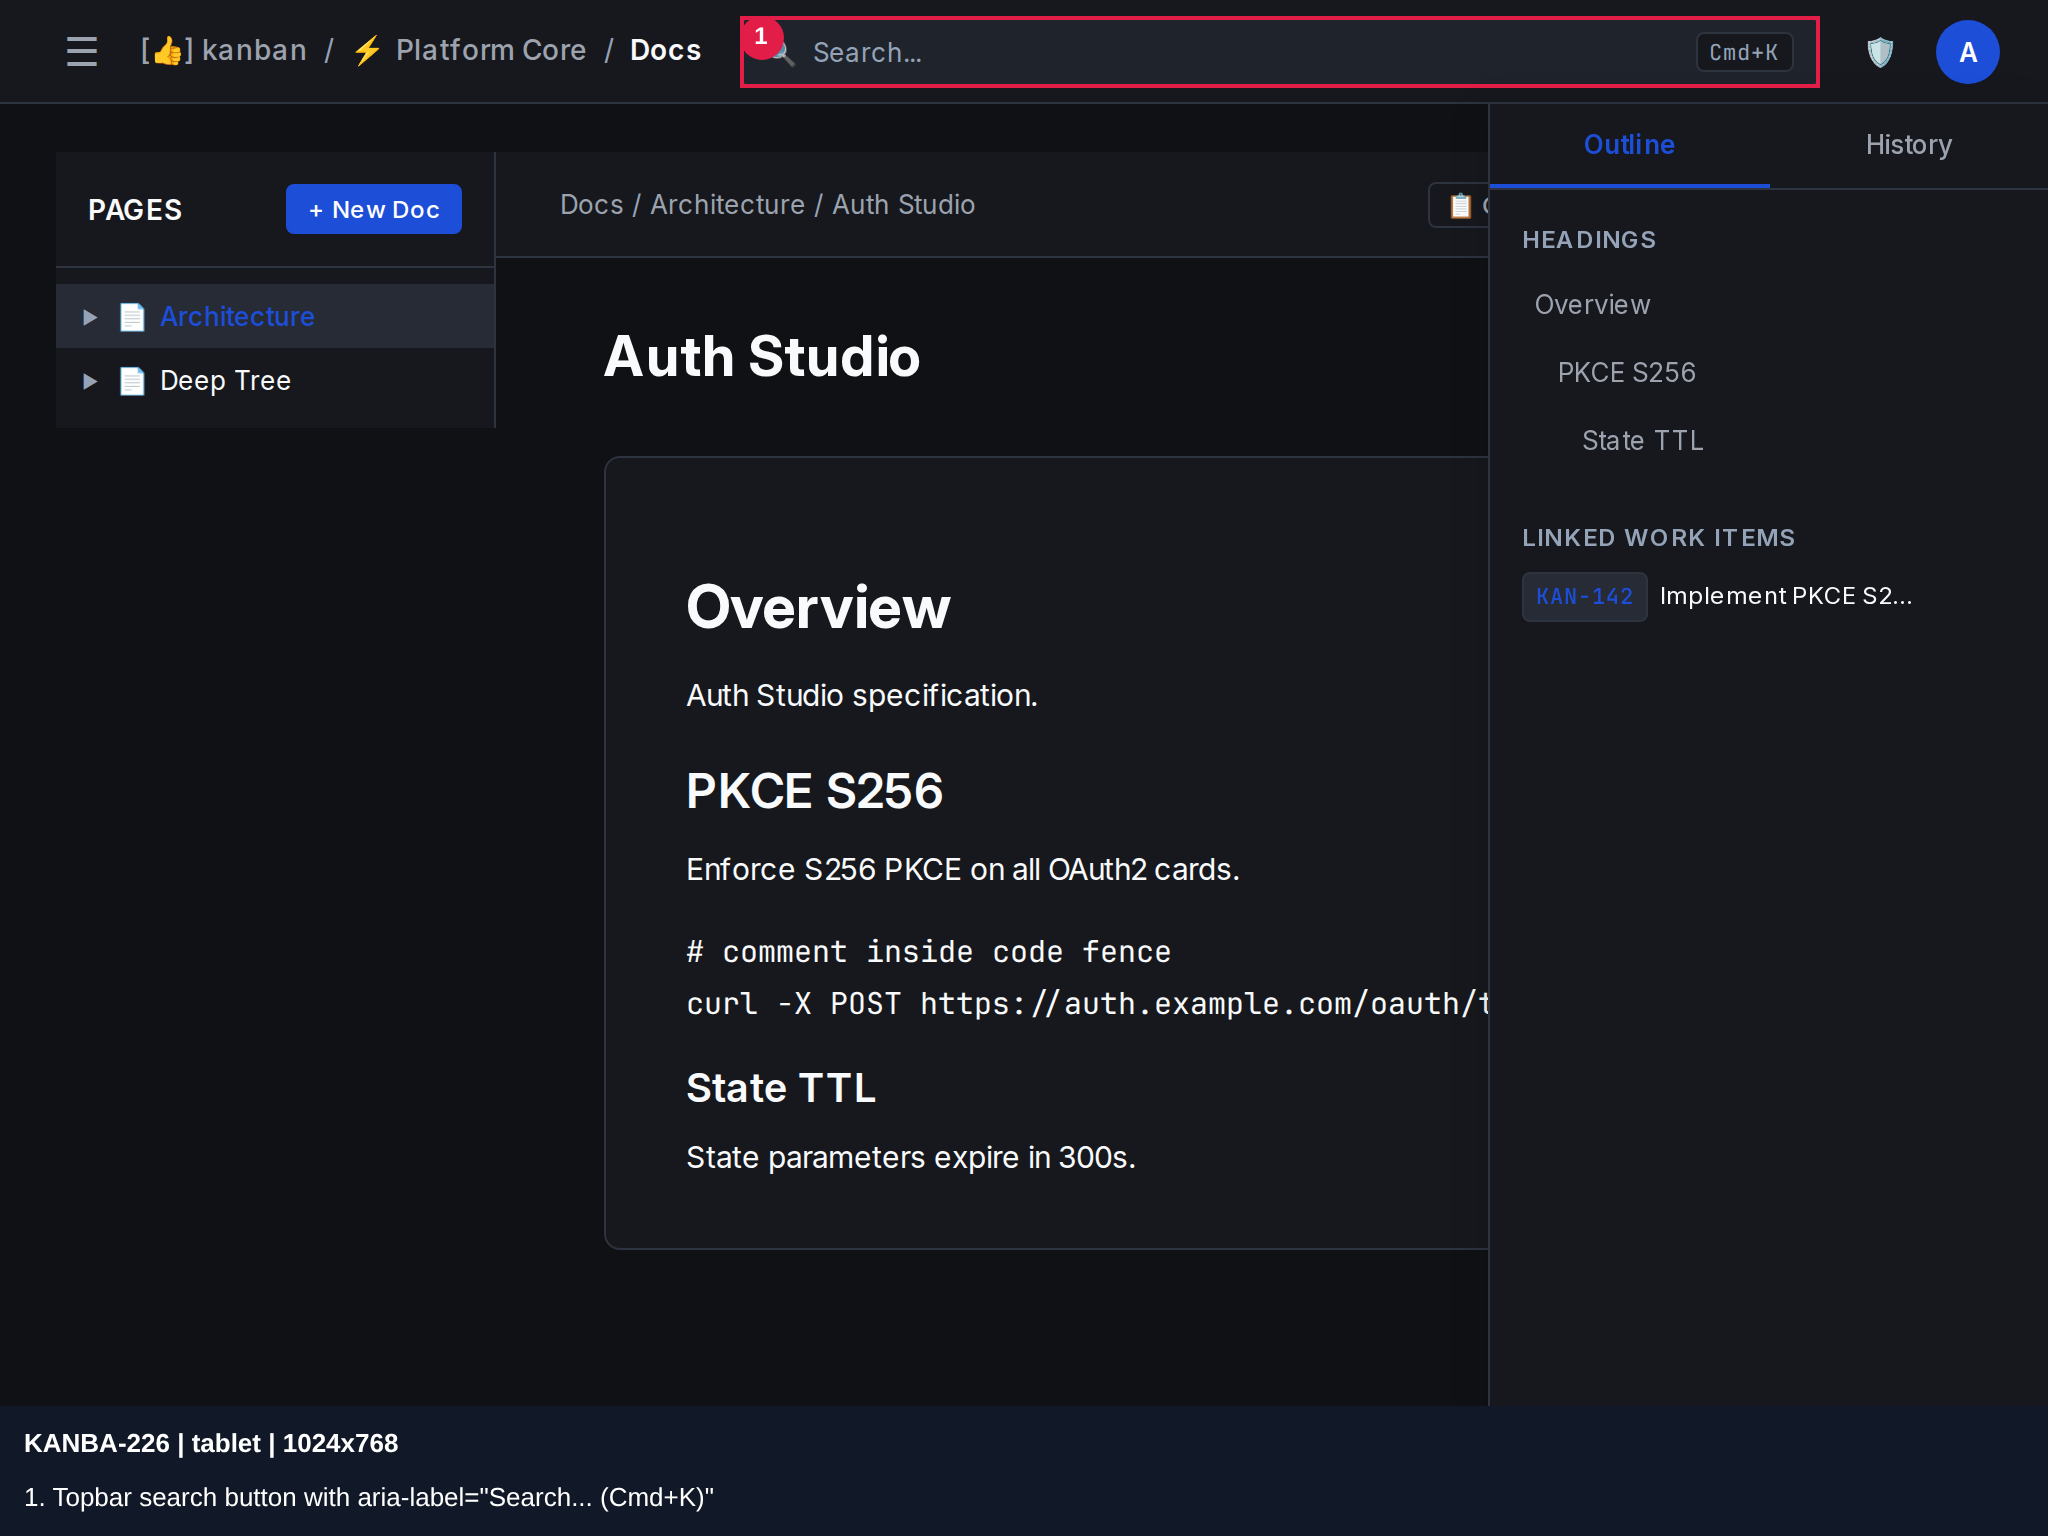 [👍] kanban / ⚡ Platform Core / Docs
1
Search...
Cmd+K
A
PAGES
+ New Doc
Architecture
Deep Tree
Docs / Architecture / Auth Studio
Auth Studio
Overview
Auth Studio specification.
PKCE S256
Enforce S256 PKCE on all OAuth2 cards.
# comment inside code fence
curl -X POST https://auth.example.com/oauth/t
State TTL
State parameters expire in 300s.
Outline
History
HEADINGS
Overview
PKCE S256
State TTL
LINKED WORK ITEMS
KAN-142 Implement PKCE S2...
KANBA-226 | tablet | 1024x768
1. Topbar search button with aria-label="Search... (Cmd+K)"